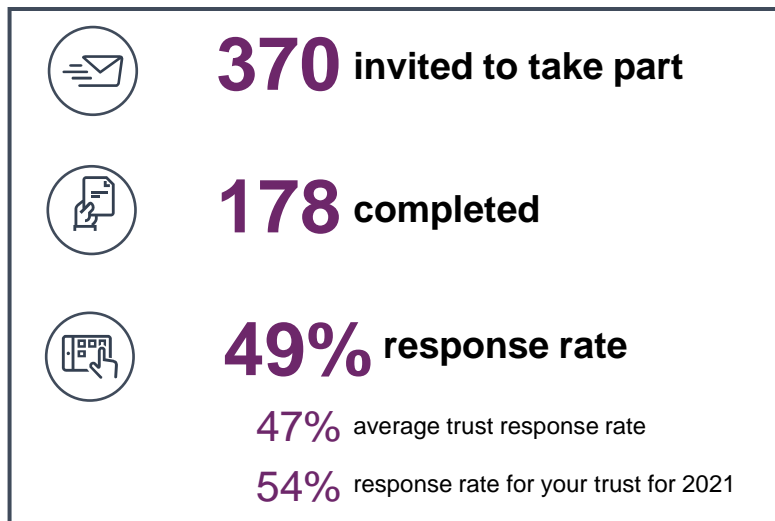 370 invited to take part
178 completed
49% response rate
47% average trust response rate
54% response rate for your trust for 2021